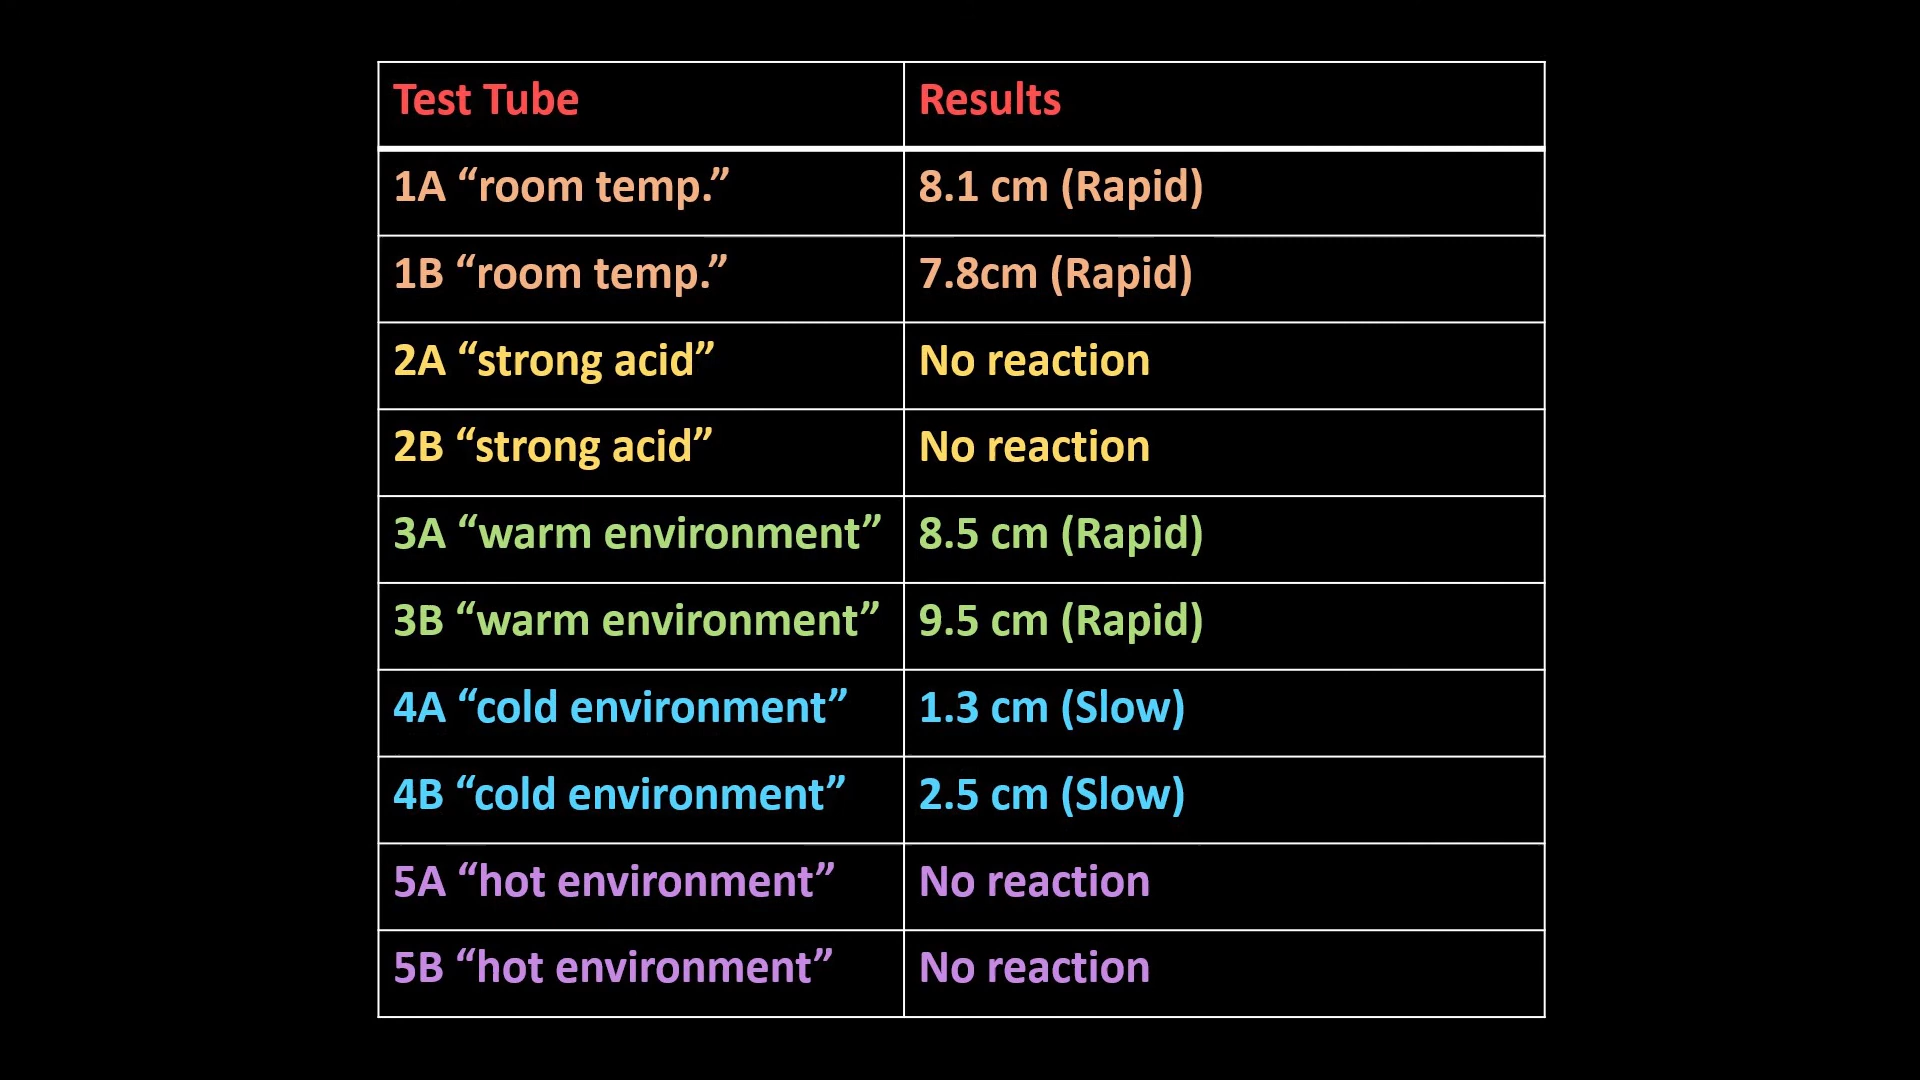 Test Tube Results
1A “room temp.” 8.1 cm (Rapid)
1B “room temp.” 7.8cm (Rapid)
2A “strong acid” No reaction
2B “strong acid” No reaction
3A “warm environment” 8.5 cm (Rapid)
3B “warm environment” 9.5 cm (Rapid)
4A “cold environment” 1.3 cm (Slow)
4B “cold environment” 2.5 cm (Slow)
5A “hot environment” No reaction
5B “hot environment” No reaction